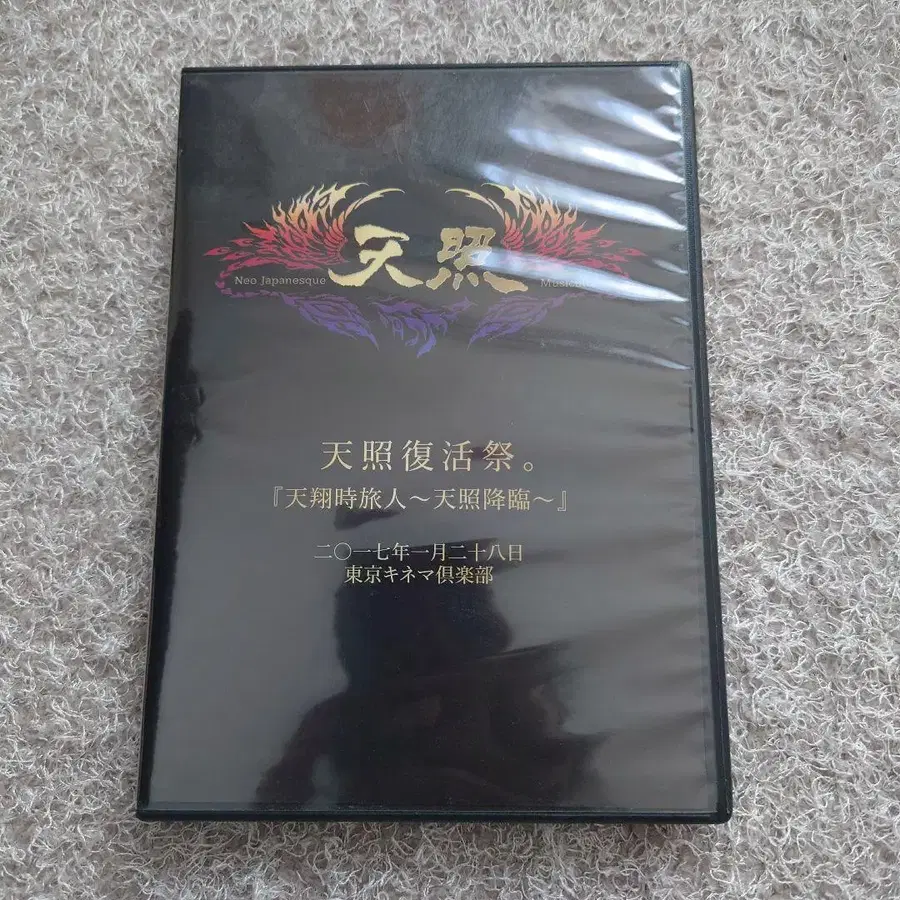 天照
Neo Japanesque
天照復活祭。
『天翔時旅人～天照降臨～』
二〇一七年一月二十八日
東京キネマ倶楽部